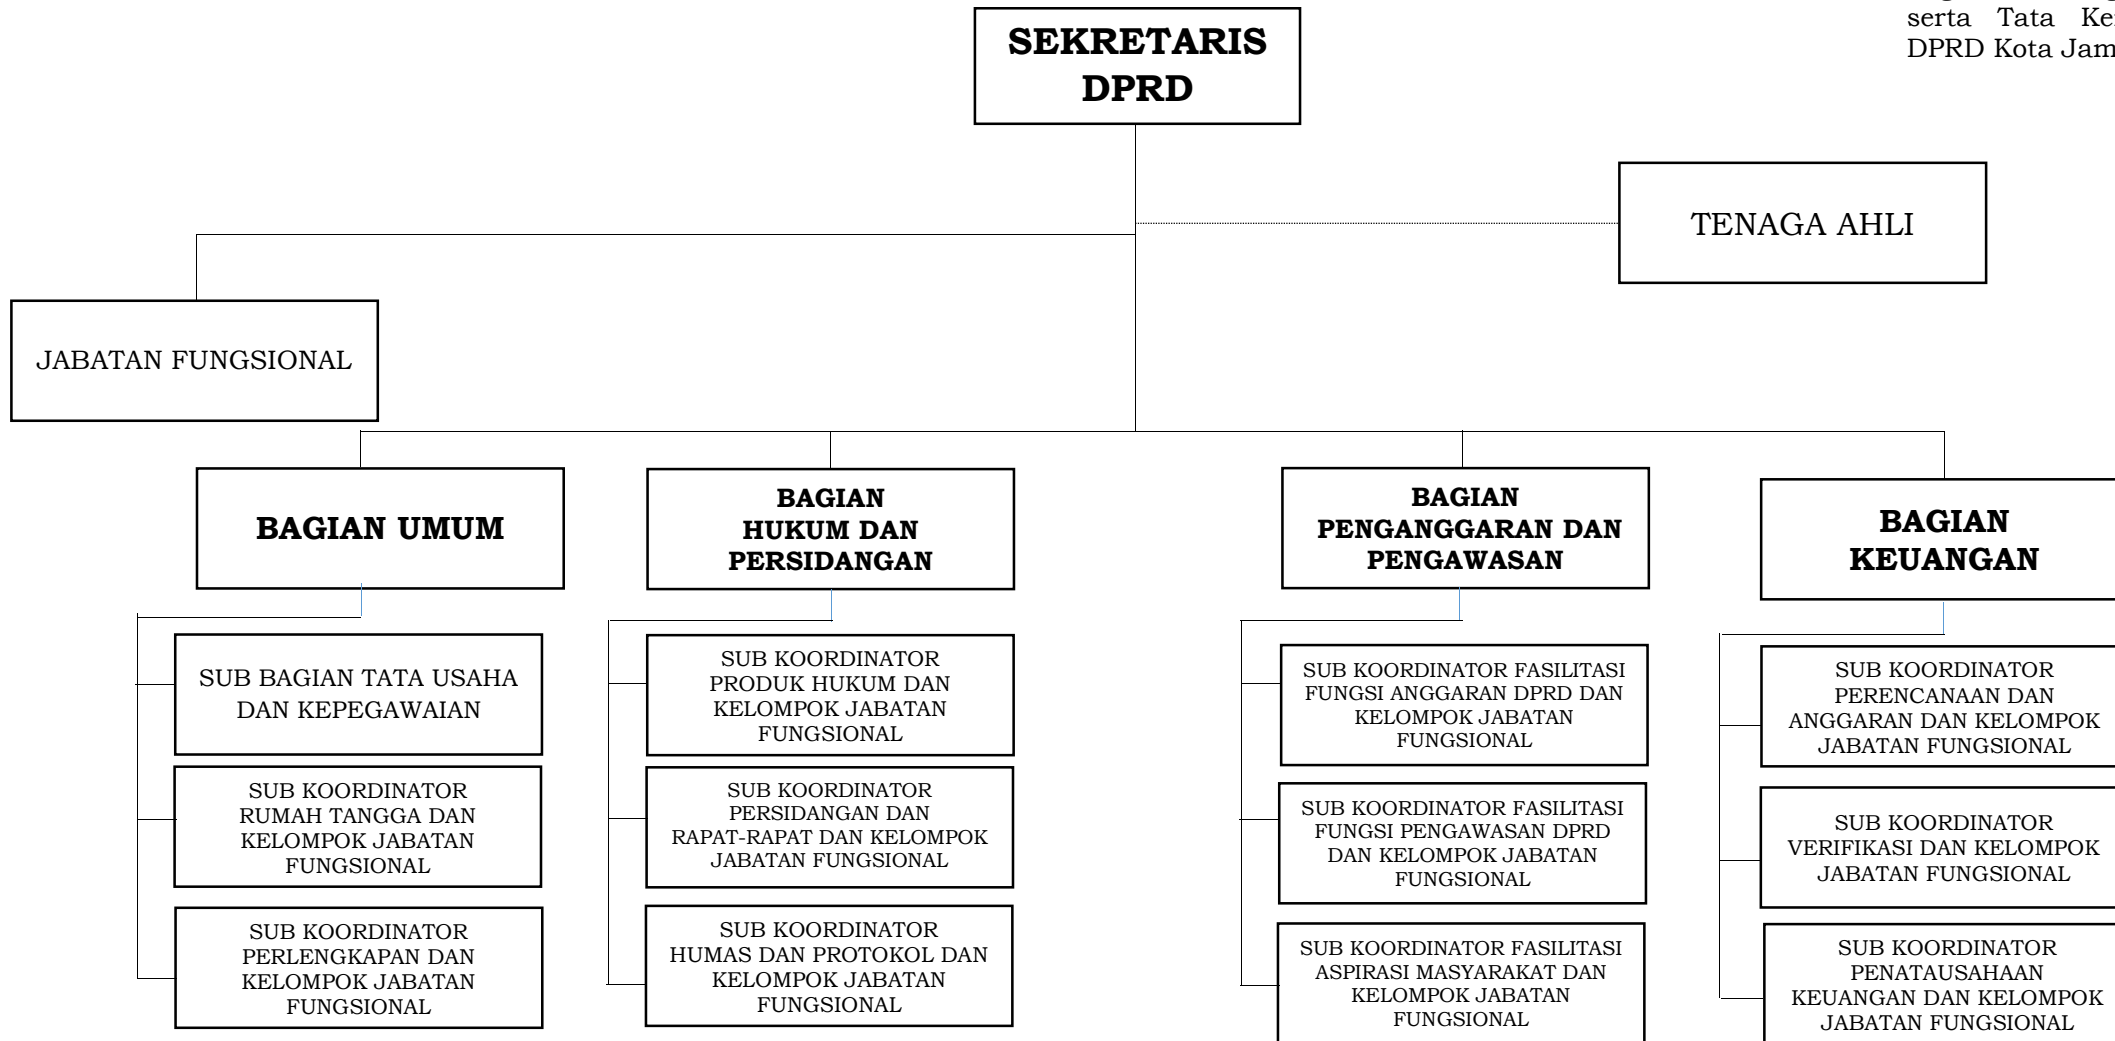 serta Tata
DPRD Kota
SEKRETARIS
DPRD
TENAGA AHLI
JABATAN FUNGSIONAL
BAGIAN UMUM
SUB BAGIAN TATA USAHA
DAN KEPEGAWAIAN
SUB KOORDINATOR
RUMAH TANGGA DAN
KELOMPOK JABATAN
FUNGSIONAL
SUB KOORDINATOR
PERLENGKAPAN DAN
KELOMPOK JABATAN
FUNGSIONAL
BAGIAN
HUKUM DAN
PERSIDANGAN
SUB KOORDINATOR
PRODUK HUKUM DAN
KELOMPOK JABATAN
FUNGSIONAL
SUB KOORDINATOR
PERSIDANGAN DAN
RAPAT-RAPAT DAN KELOMPOK
JABATAN FUNGSIONAL
SUB KOORDINATOR
HUMAS DAN PROTOKOL DAN
KELOMPOK JABATAN
FUNGSIONAL
BAGIAN
PENGANGGARAN DAN
PENGAWASAN
SUB KOORDINATOR FASILITASI
FUNGSI ANGGARAN DPRD DAN
KELOMPOK JABATAN
FUNGSIONAL
SUB KOORDINATOR FASILITASI
FUNGSI PENGAWASAN DPRD
DAN KELOMPOK JABATAN
FUNGSIONAL
SUB KOORDINATOR FASILITASI
ASPIRASI MASYARAKAT DAN
KELOMPOK JABATAN
FUNGSIONAL
BAGIAN
KEUANGAN
SUB KOORDINATOR
PERENCANAAN DAN
ANGGARAN DAN KELOMPOK
JABATAN FUNGSIONAL
SUB KOORDINATOR
VERIFIKASI DAN KELOMPOK
JABATAN FUNGSIONAL
SUB KOORDINATOR
PENATAUSAHAAN
KEUANGAN DAN KELOMPOK
JABATAN FUNGSIONAL